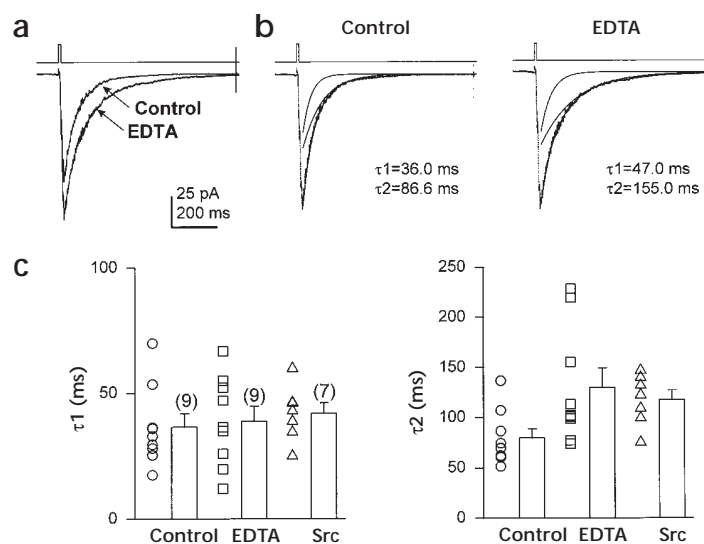 a
b
Control
EDTA
Control
EDTA
25 pA
200 ms
τ1=36.0 ms
τ2=86.6 ms
τ1=47.0 ms
τ2=155.0 ms
c
100
50
0
τ1 (ms)
(9)
(9)
(7)
Control
EDTA
Src
250
200
150
100
50
0
τ2 (ms)
Control
EDTA
Src